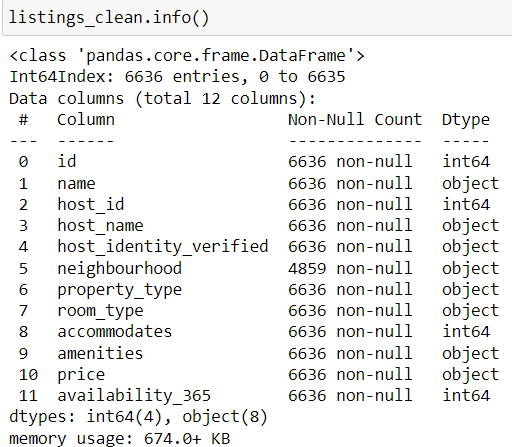 listings_clean.info()
<class 'pandas.core.frame.DataFrame'>
Int64Index: 6636 entries, 0 to 6635
Data columns (total 12 columns):
 #   Column                  Non-Null Count  Dtype
---  ------                  --------------  -----
 0   id                      6636 non-null   int64
 1   name                    6636 non-null   object
 2   host_id                 6636 non-null   int64
 3   host_name               6636 non-null   object
 4   host_identity_verified  6636 non-null   object
 5   neighbourhood           4859 non-null   object
 6   property_type           6636 non-null   object
 7   room_type               6636 non-null   object
 8   accommodates            6636 non-null   int64
 9   amenities               6636 non-null   object
 10  price                   6636 non-null   object
 11  availability_365        6636 non-null   int64
dtypes: int64(4), object(8)
memory usage: 674.0+ KB